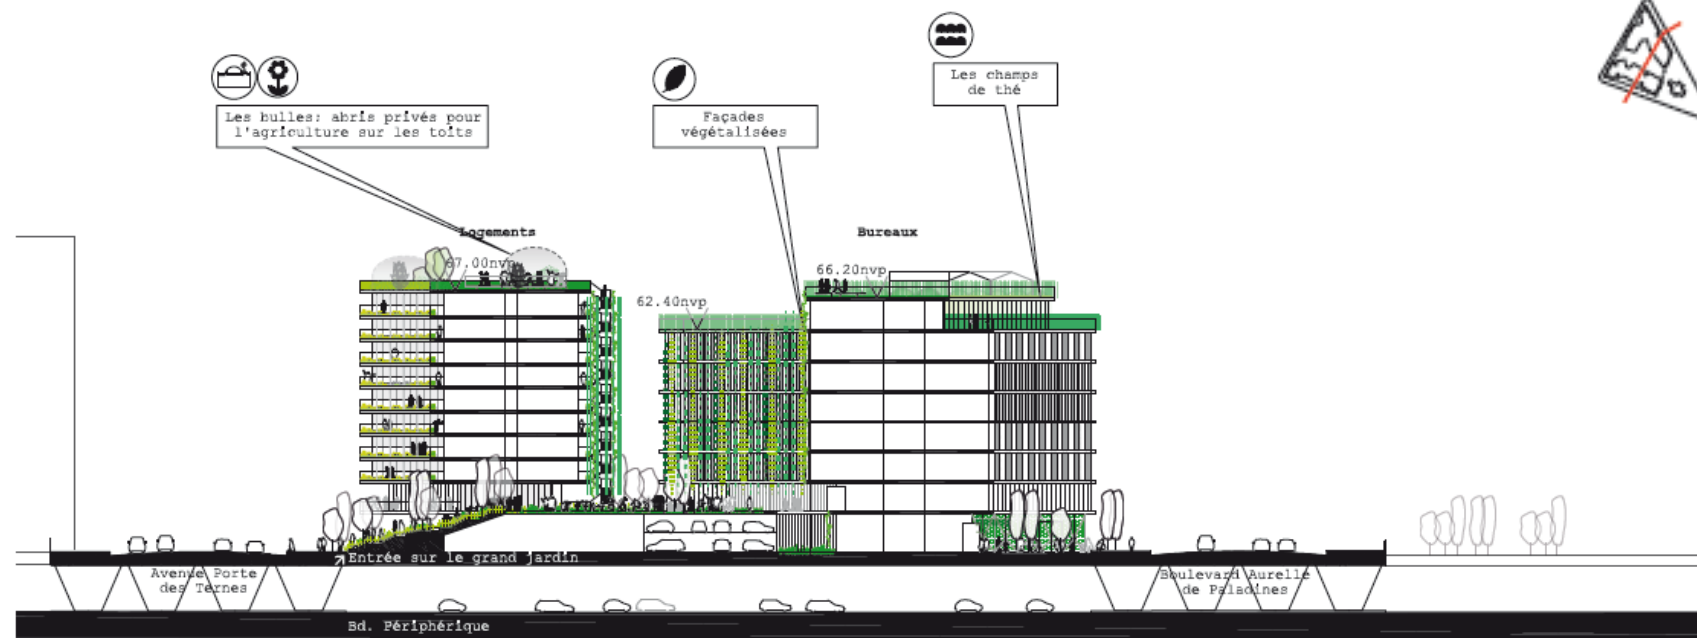 Les champs
de thé
Les bulles: abris privés pour
l'agriculture sur les toits
Façades
végétalisées
Logements
Bureaux
67.00nvp
66.20nvp
62.40nvp
Entrée sur le grand jardin
Avenue Porte
des Ternes
Boulevard Aurelle
de Paladines
Bd. Périphérique